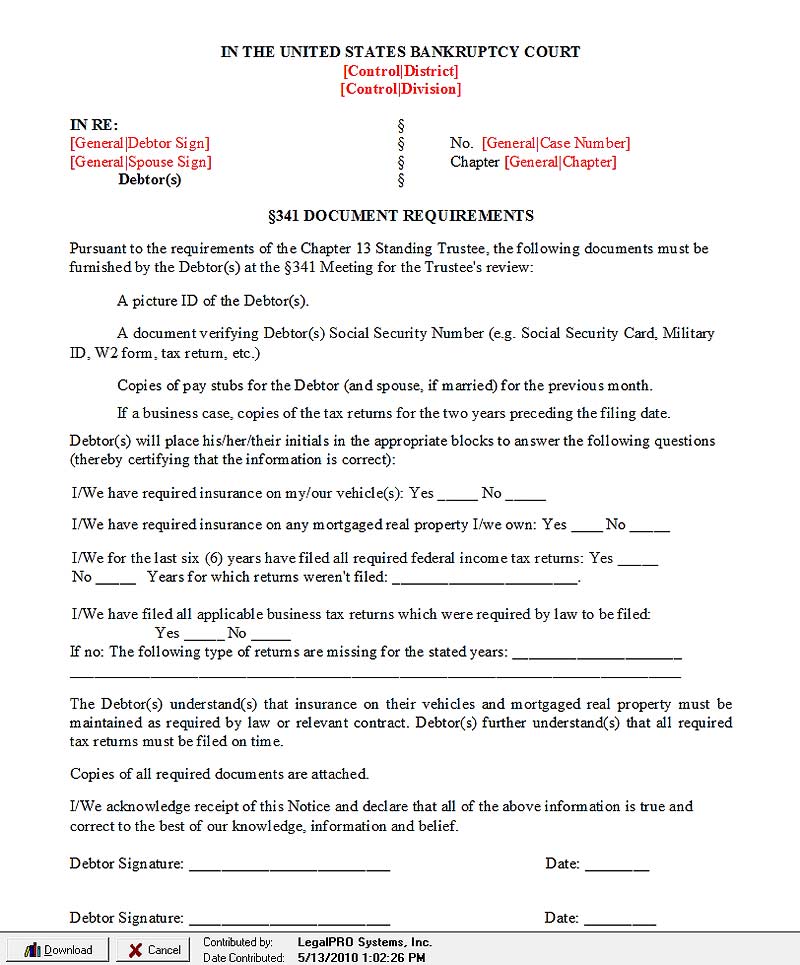 IN THE UNITED STATES BANKRUPTCY COURT
[Control|District]
[Control|Division]
IN RE: §
[General|Debtor Sign] § No. [General|Case Number]
[General|Spouse Sign] § Chapter [General|Chapter]
Debtor(s) §
§341 DOCUMENT REQUIREMENTS
Pursuant to the requirements of the Chapter 13 Standing Trustee, the following documents must be
furnished by the Debtor(s) at the §341 Meeting for the Trustee's review:
A picture ID of the Debtor(s).
A document verifying Debtor(s) Social Security Number (e.g. Social Security Card, Military
ID, W2 form, tax return, etc.)
Copies of pay stubs for the Debtor (and spouse, if married) for the previous month.
If a business case, copies of the tax returns for the two years preceding the filing date.
Debtor(s) will place his/her/their initials in the appropriate blocks to answer the following questions
(thereby certifying that the information is correct):
I/We have required insurance on my/our vehicle(s): Yes _____ No _____
I/We have required insurance on any mortgaged real property I/we own: Yes ____ No _____
I/We for the last six (6) years have filed all required federal income tax returns: Yes _____
No _____ Years for which returns weren't filed: _______________________.
I/We have filed all applicable business tax returns which were required by law to be filed:
Yes _____ No _____
If no: The following type of returns are missing for the stated years: _____________________
____________________________________________________________________________
The Debtor(s) understand(s) that insurance on their vehicles and mortgaged real property must be
maintained as required by law or relevant contract. Debtor(s) further understand(s) that all required
tax returns must be filed on time.
Copies of all required documents are attached.
I/We acknowledge receipt of this Notice and declare that all of the above information is true and
correct to the best of our knowledge, information and belief.
Debtor Signature: _________________________ Date: ________
Debtor Signature: _________________________ Date: _________
Download Cancel Contributed by: LegalPRO Systems, Inc.
Date Contributed: 5/13/2010 1:02:26 PM